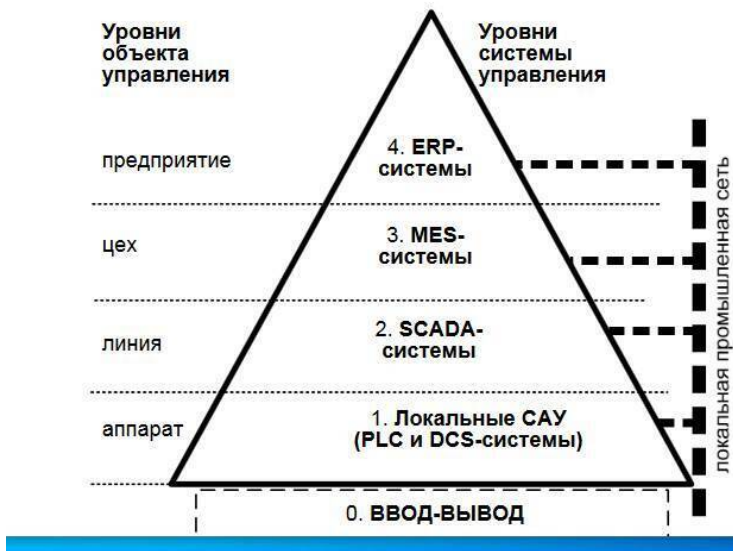 Уровни
объекта
управления
Уровни
системы
управления
предприятие
4. ERP-
системы
цех
3. MES-
системы
линия
2. SCADA-
системы
аппарат
1. Локальные САУ
(PLC и DCS-системы)
0. ВВОД-ВЫВОД
локальная промышленная сеть